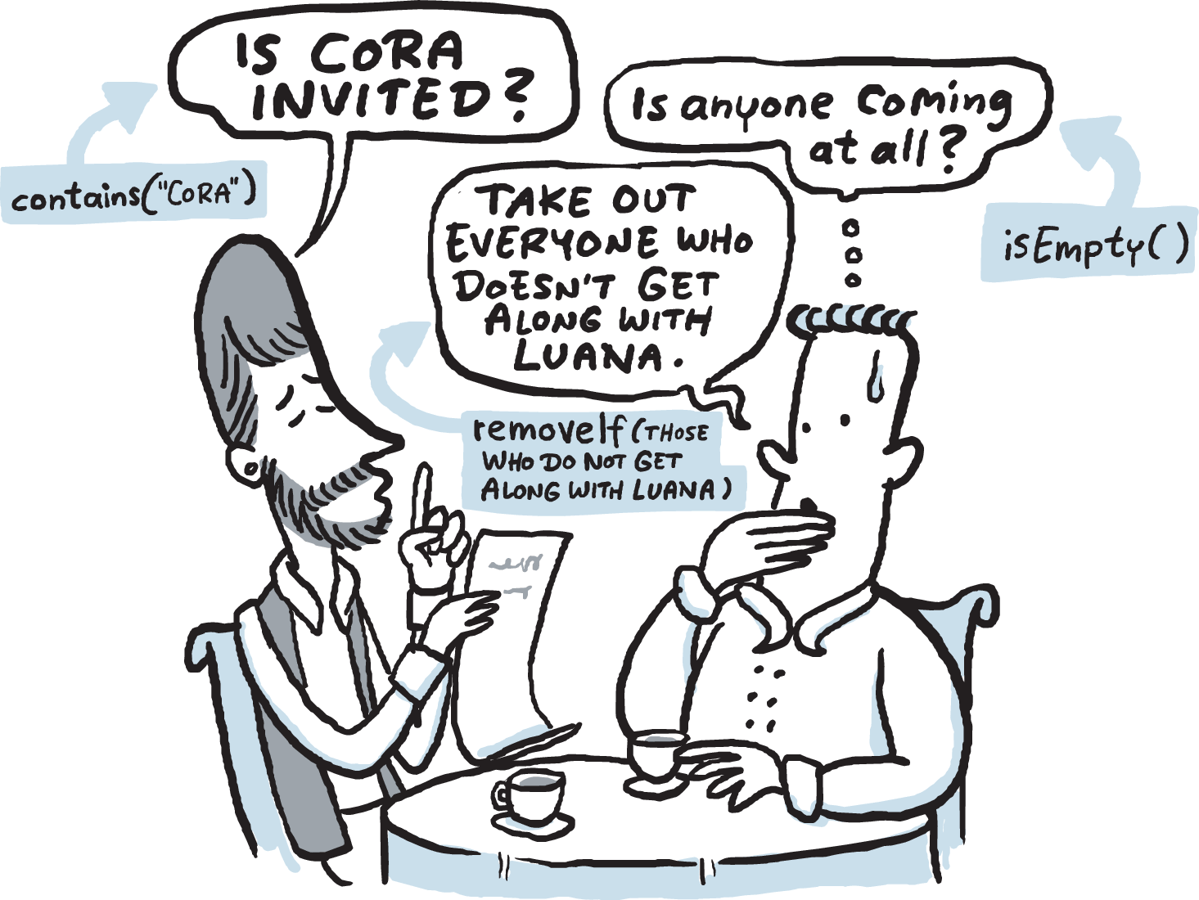 Is CoRA
INVITED?
contains("CoRA")
Is anyone coming
at all?
isEmpty()
TAKE OUT
EVERYONE WHO
DOESN'T GET
ALONG WITH
LUANA.
removeIf(THOSE
WHO DO NOT GET
ALONG WITH LUANA)